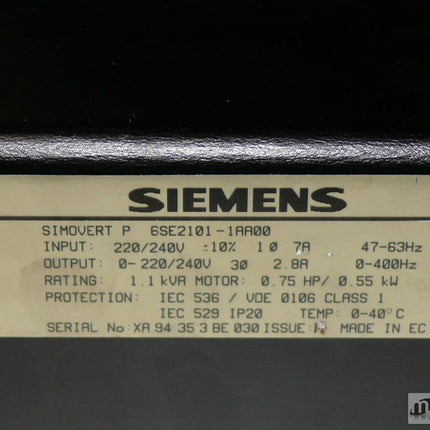 SIEMENS
SIMOVERT P 6SE2101-1AA00
INPUT: 220/240V ±10% 1Ø 7A 47-63Hz
OUTPUT: 0-220/240V 3Ø 2.8A 0-400Hz
RATING: 1.1 kVA MOTOR: 0.75 HP/ 0.55 kW
PROTECTION: IEC 536 / VDE 0106 CLASS 1
IEC 529 IP20 TEMP: 0-40°C
SERIAL No: XA 94 35 3 BE 030 ISSUE: MADE IN EC